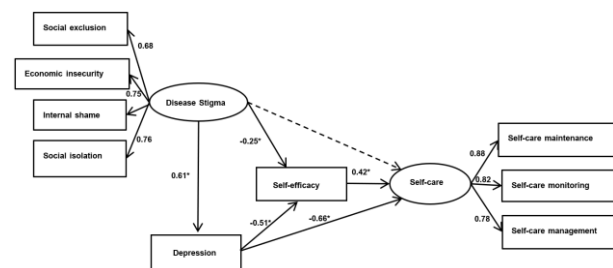 Social exclusion
0.68
Economic insecurity
0.75
Disease Stigma
Internal shame
0.76
Social isolation
-0.25*
Self-care maintenance
0.88
0.61*
Self-efficacy
0.42*
Self-care
0.82
Self-care monitoring
-0.51*
-0.66*
0.78
Self-care management
Depression